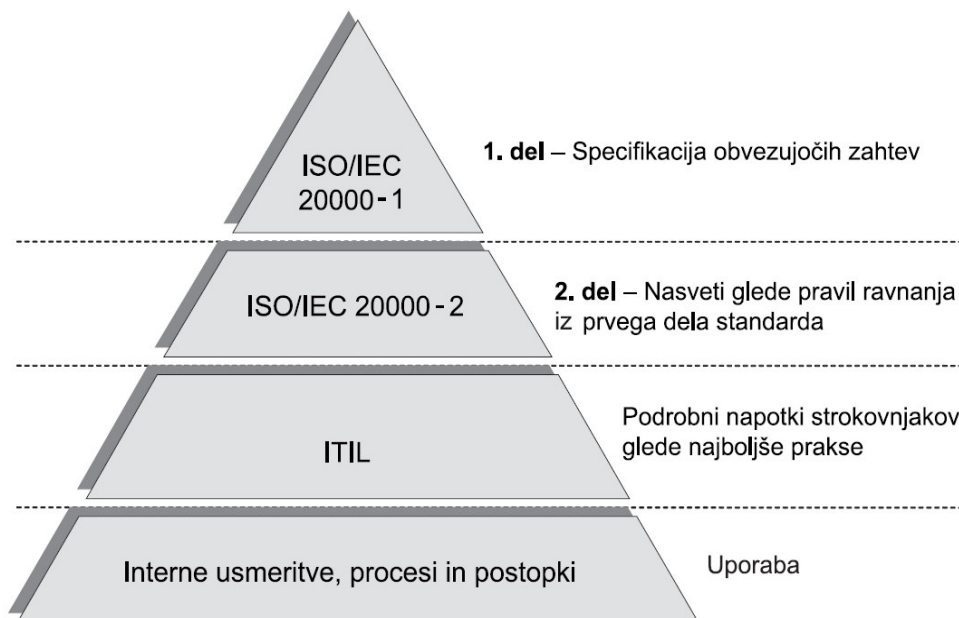 ISO/IEC
20000-1
1. del – Specifikacija obvezujočih zahtev
ISO/IEC 20000-2
2. del – Nasveti glede pravil ravnanja
iz prvega dela standarda
ITIL
Podrobni napotki strokovnjakov
glede najboljše prakse
Interne usmeritve, procesi in postopki
Uporaba